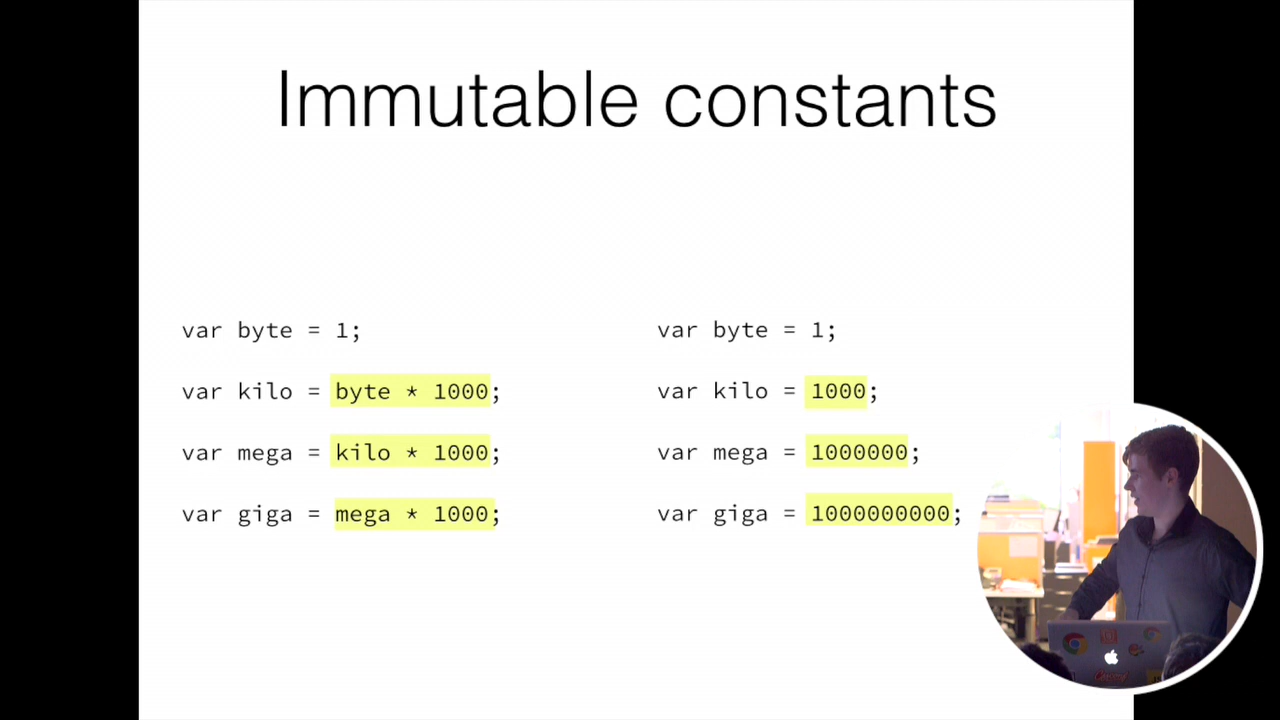 Immutable constants
var byte = 1;
var kilo = byte * 1000;
var mega = kilo * 1000;
var giga = mega * 1000;
var byte = 1;
var kilo = 1000;
var mega = 1000000;
var giga = 1000000000;